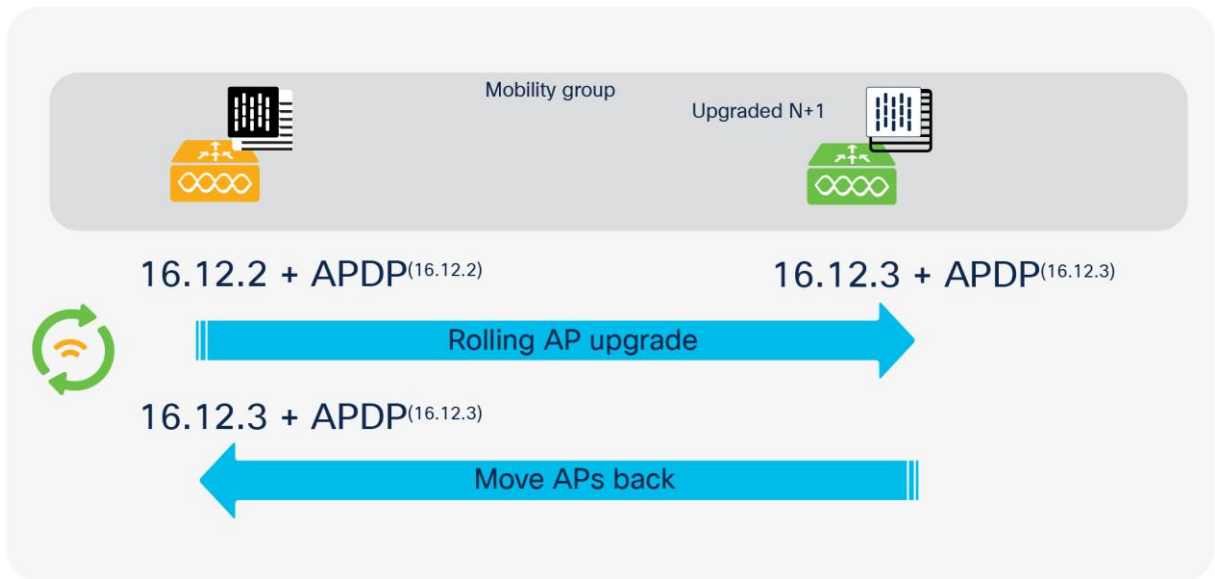 Mobility group
Upgraded N+1
16.12.2 + APDP(16.12.2)
16.12.3 + APDP(16.12.3)
Rolling AP upgrade
16.12.3 + APDP(16.12.3)
Move APs back